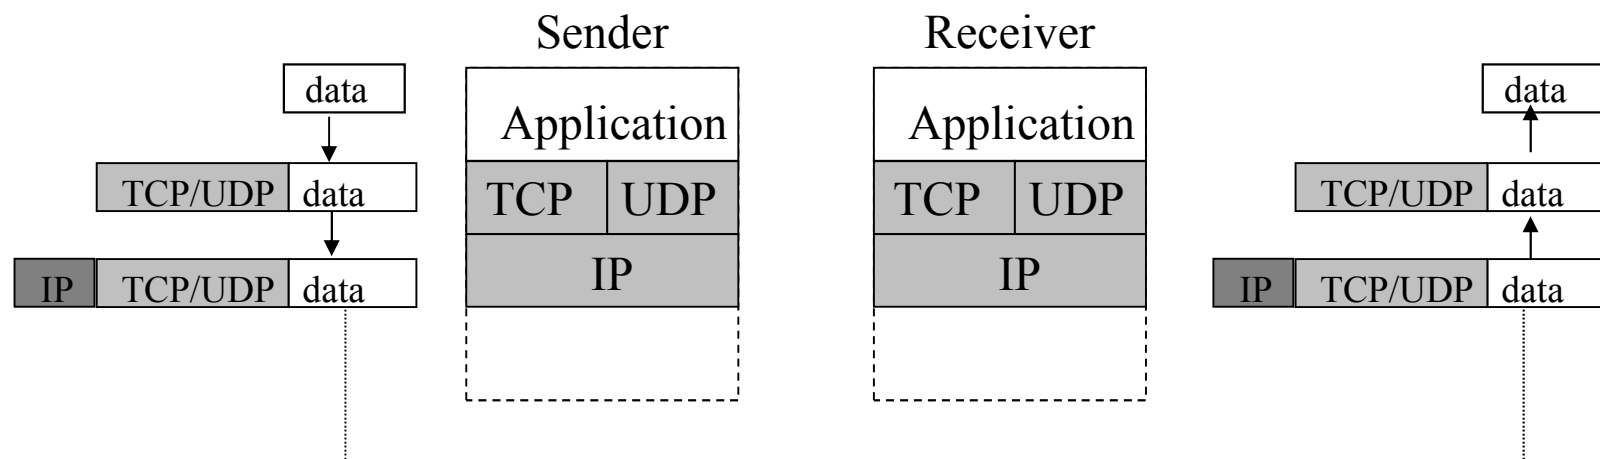 Sender Receiver
data data
Application Application
TCP/UDP data TCP UDP TCP UDP TCP/UDP data
IP TCP/UDP data IP IP IP TCP/UDP data